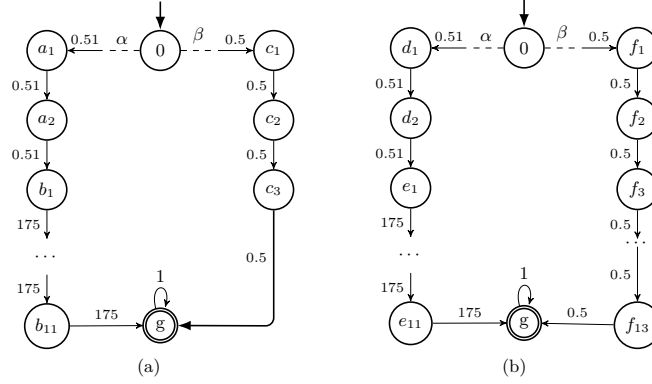 0.51 α β 0.5
a₁ 0 c₁
0.51 0.5
a₂ c₂
0.51 0.5
b₁ c₃
175
...
0.5
175 1
b₁₁ 175 g
(a)
0.51 α β 0.5
d₁ 0 f₁
0.51 0.5
d₂ f₂
0.51 0.5
e₁ f₃
175 0.5
... ...
175 1 0.5
e₁₁ 175 g 0.5 f₁₃
(b)